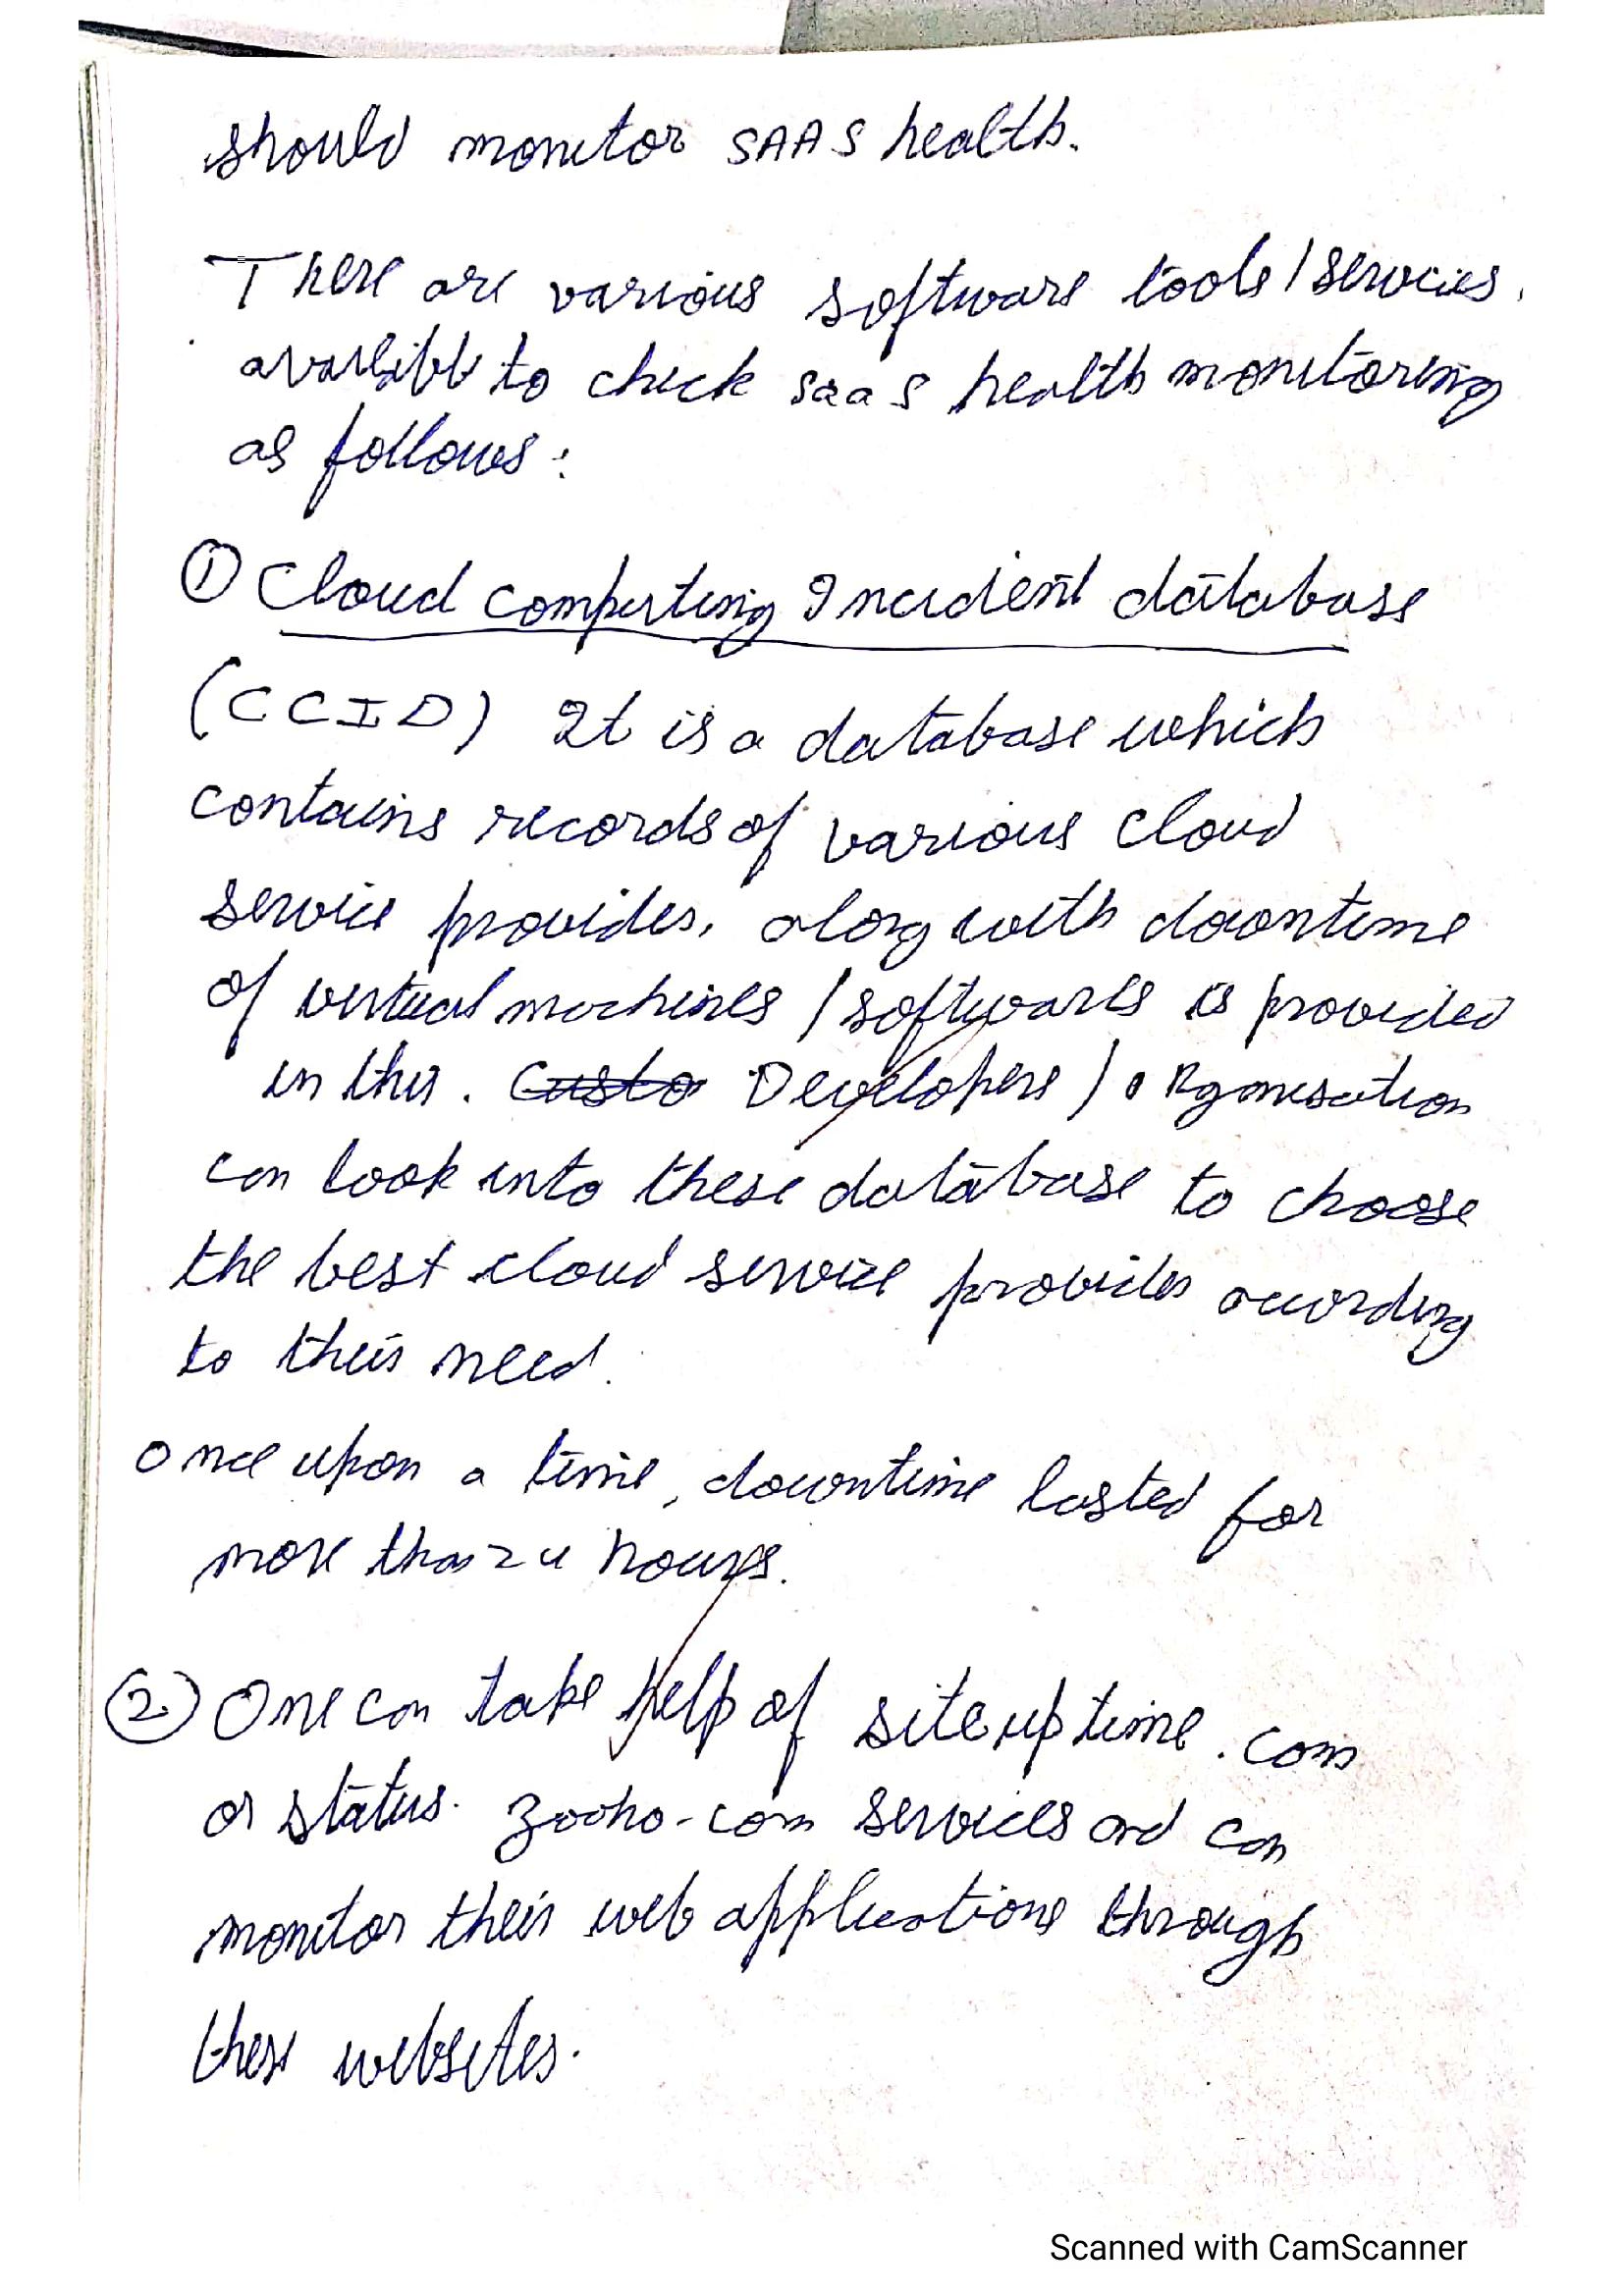 should monitor SAAS health.
There are various software tools/services.
availible to check saas health monitoring
as follows:
① Cloud computing Incident database
(CCID) It is a database which
contains records of various cloud
service provider, along with downtime
of virtual machines / softwares is provided
in this. Custo Developers / organisation
can look into these database to choose
the best cloud service provider according
to their need.
Once upon a time, downtime lasted for
more than 24 hours.
② One can take help of site uptime.com
or status.zooho.com services and can
monitor their web applications through
these websites.
Scanned with CamScanner